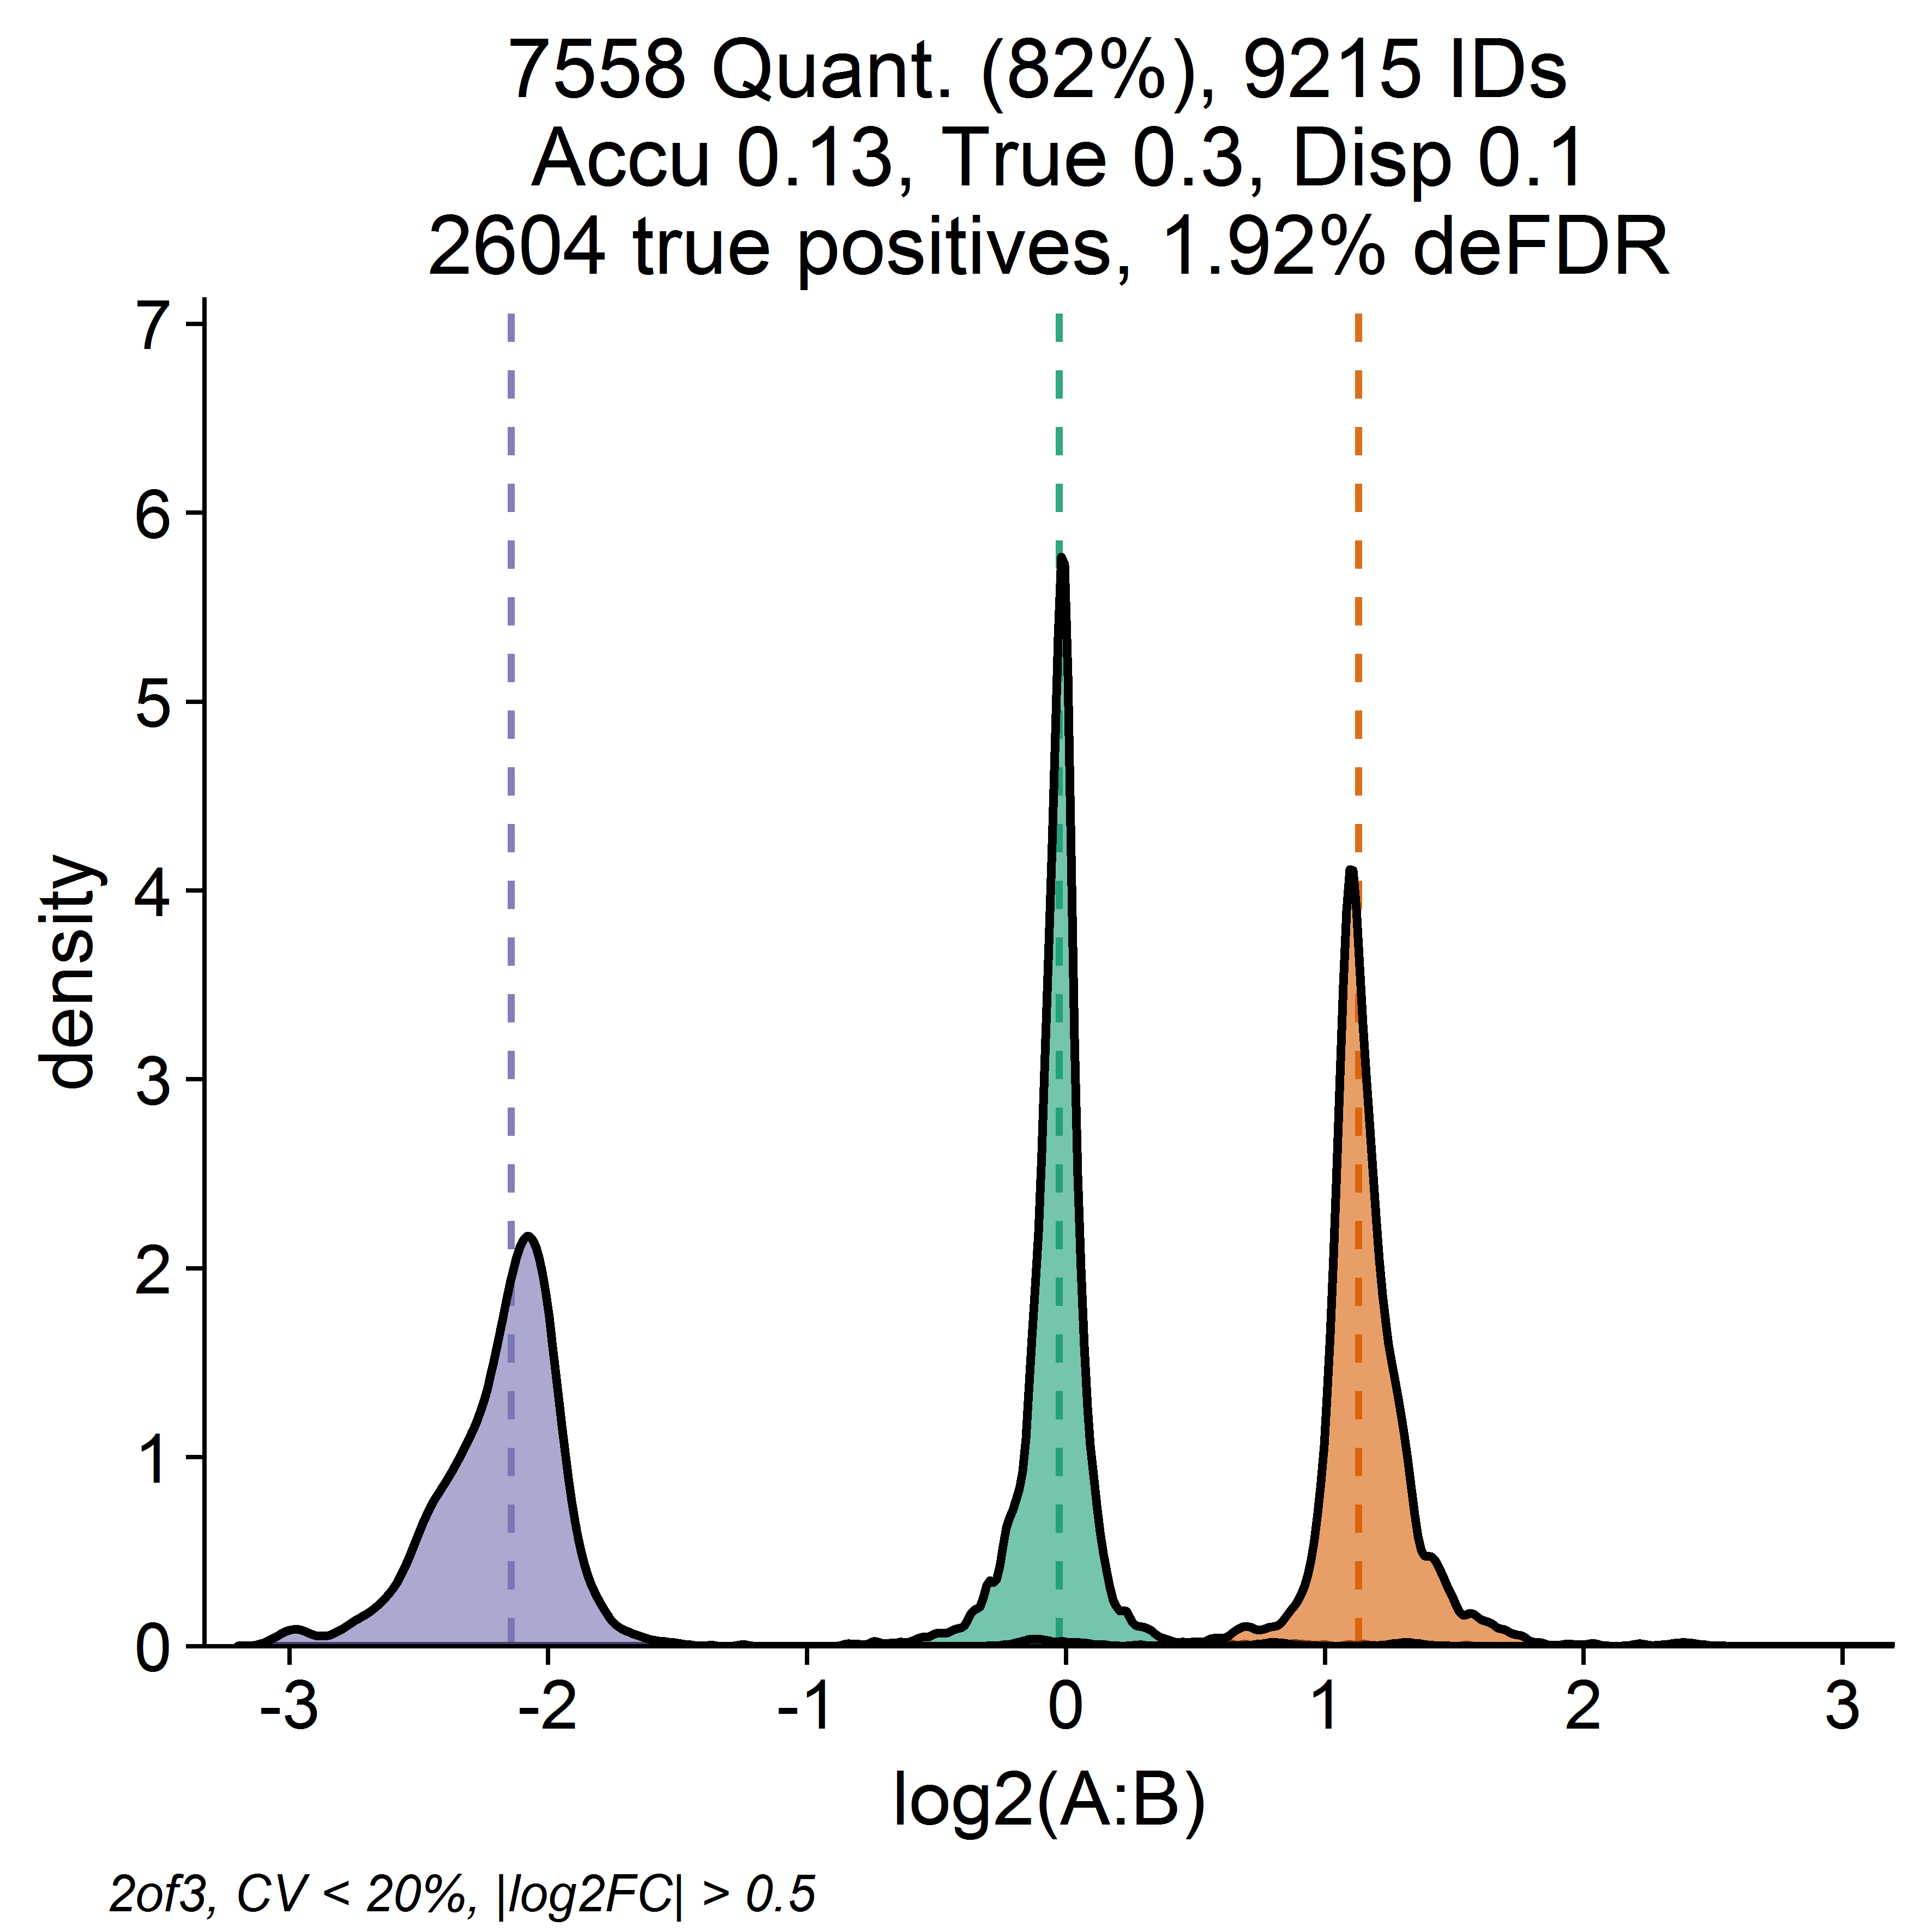 7558 Quant. (82%), 9215 IDs
Accu 0.13, True 0.3, Disp 0.1
2604 true positives, 1.92% deFDR
7
6
5
4
3
2
1
0
density
-3 -2 -1 0 1 2 3
log2(A:B)
2of3, CV < 20%, |log2FC| > 0.5